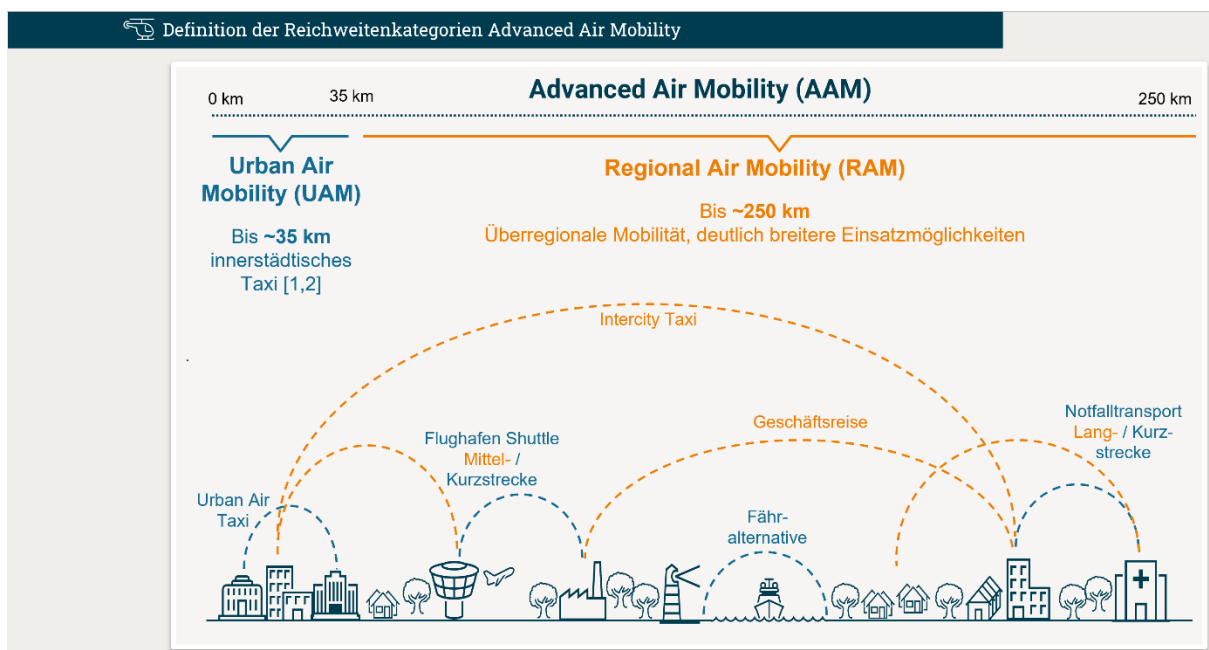 Definition der Reichweitenkategorien Advanced Air Mobility
Advanced Air Mobility (AAM)
0 km
35 km
250 km
Urban Air
Mobility (UAM)
Bis ~35 km
innerstädtisches
Taxi [1,2]
Regional Air Mobility (RAM)
Bis ~250 km
Überregionale Mobilität, deutlich breitere Einsatzmöglichkeiten
Intercity Taxi
Urban Air
Taxi
Flughafen Shuttle
Mittel- /
Kurzstrecke
Geschäftsreise
Fähr-
alternative
Notfalltransport
Lang- / Kurz-
strecke